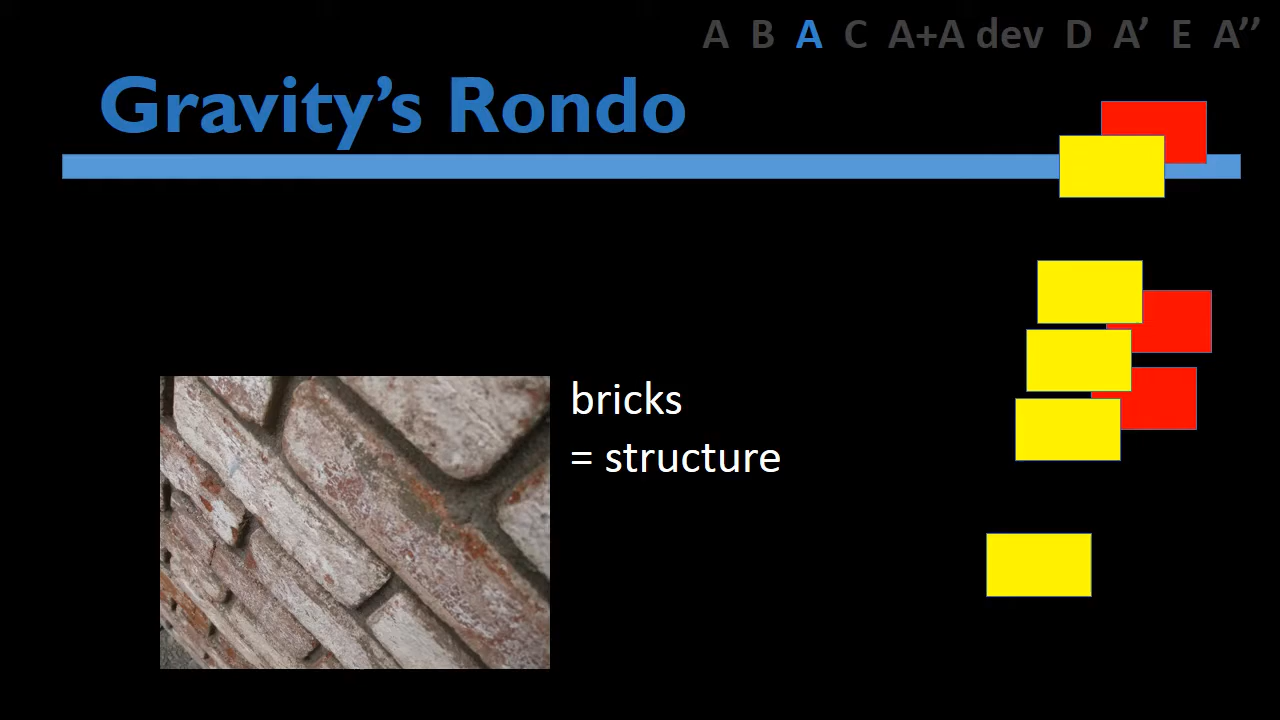 A B A C A+A dev D A’ E A’’
Gravity’s Rondo
bricks
= structure